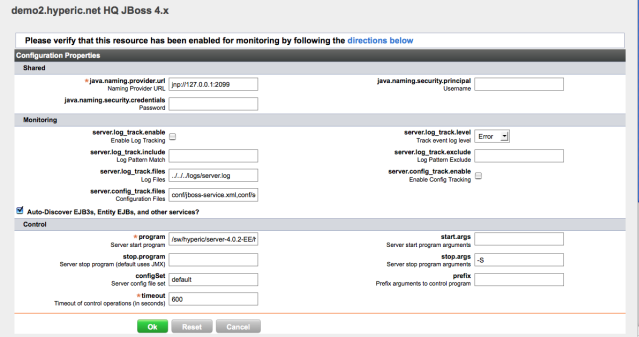 demo2.hyperic.net HQ JBoss 4.x
Please verify that this resource has been enabled for monitoring by following the directions below
Configuration Properties
Shared
*java.naming.provider.url jnp://127.0.0.1:2099 java.naming.security.principal
Naming Provider URL Username
java.naming.security.credentials
Password
Monitoring
server.log_track.enable server.log_track.level Error
Enable Log Tracking Track event log level
server.log_track.include server.log_track.exclude
Log Pattern Match Log Pattern Exclude
server.log_track.files ../../../logs/server.log server.config_track.enable
Log Files Enable Config Tracking
server.config_track.files conf/jboss-service.xml,conf/s
Configuration Files
Auto-Discover EJB3s, Entity EJBs, and other services?
Control
*program /sw/hyperic/server-4.0.2-EE/h start.args
Server start program Server start program arguments
stop.program stop.args -S
Server stop program (default uses JMX) Server stop program arguments
configSet default prefix
Server config file set Prefix arguments to control program
*timeout 600
Timeout of control operations (in seconds)
Ok Reset Cancel